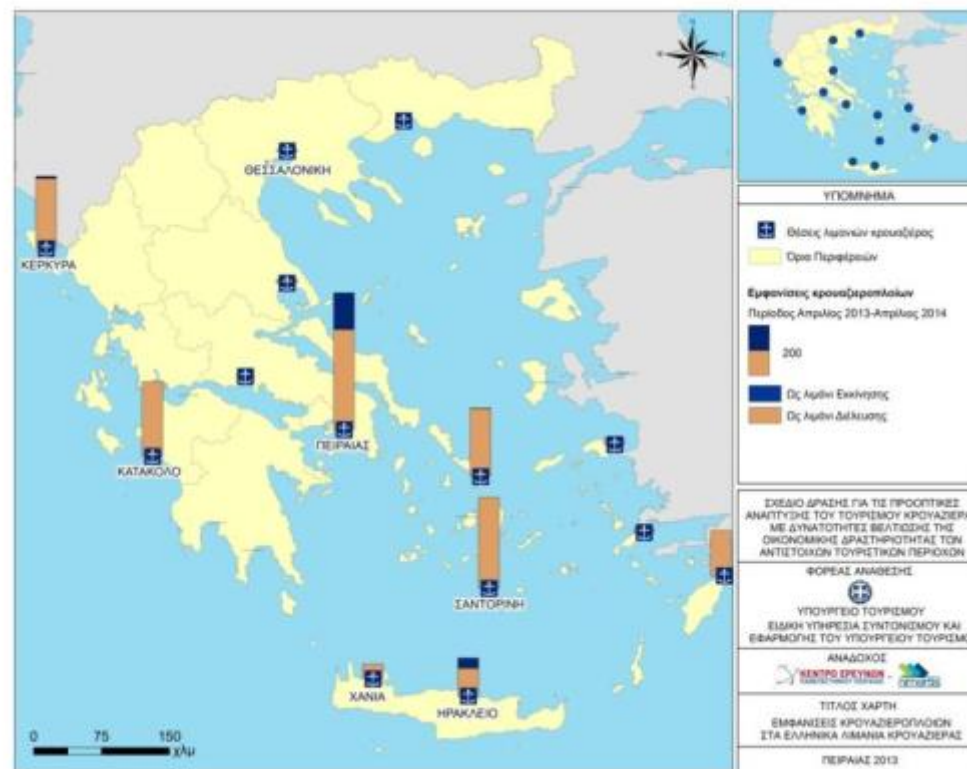 ΘΕΣΣΑΛΟΝΙΚΗ
ΚΕΡΚΥΡΑ
ΚΑΤΑΚΟΛΟ
ΠΕΙΡΑΙΑΣ
ΣΑΝΤΟΡΙΝΗ
ΧΑΝΙΑ
ΗΡΑΚΛΕΙΟ
0 75 150
χλμ
ΥΠΟΜΝΗΜΑ
Θέσεις λιμανιών κρουαζιέρας
Όρια Περιφερειών
Εμφανίσεις κρουαζιεροπλοίων
Περίοδος Απριλίος 2013-Απρίλιος 2014
200
Ως λιμάνι Εκκίνησης
Ως λιμάνι Διέλευσης
ΣΧΕΔΙΟ ΔΡΑΣΗΣ ΓΙΑ ΤΙΣ ΠΡΟΟΠΤΙΚΕΣ
ΑΝΑΠΤΥΞΗΣ ΤΟΥ ΤΟΥΡΙΣΜΟΥ ΚΡΟΥΑΖΙΕΡΑ
ΜΕ ΔΥΝΑΤΟΤΗΤΕΣ ΒΕΛΤΙΩΣΗΣ ΤΗΣ
ΟΙΚΟΝΟΜΙΚΗΣ ΔΡΑΣΤΗΡΙΟΤΗΤΑΣ ΤΩΝ
ΑΝΤΙΣΤΟΙΧΩΝ ΤΟΥΡΙΣΤΙΚΩΝ ΠΕΡΙΟΧΩΝ
ΦΟΡΕΑΣ ΑΝΑΘΕΣΗΣ
ΥΠΟΥΡΓΕΙΟ ΤΟΥΡΙΣΜΟΥ
ΕΙΔΙΚΗ ΥΠΗΡΕΣΙΑ ΣΥΝΤΟΝΙΣΜΟΥ ΚΑΙ
ΕΦΑΡΜΟΓΗΣ ΤΟΥ ΥΠΟΥΡΓΕΙΟΥ ΤΟΥΡΙΣΜΟ
ΑΝΑΔΟΧΟΣ
ΚΕΝΤΡΟ ΕΡΕΥΝΩΝ
ΤΙΤΛΟΣ ΧΑΡΤΗ
ΕΜΦΑΝΙΣΕΙΣ ΚΡΟΥΑΖΙΕΡΟΠΛΟΙΩΝ
ΣΤΑ ΕΛΛΗΝΙΚΑ ΛΙΜΑΝΙΑ ΚΡΟΥΑΖΙΕΡΑΣ
ΠΕΙΡΑΙΑΣ 2013